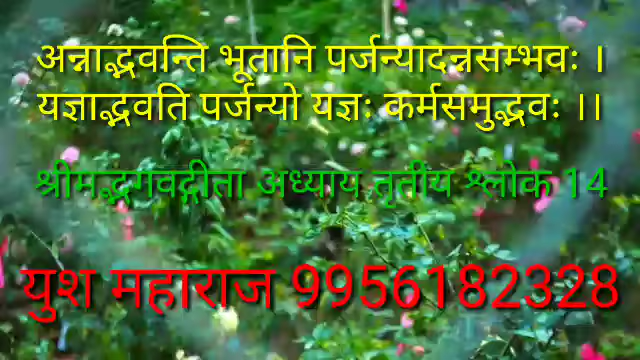 अन्नाद्भवन्ति भूतानि पर्जन्यादन्नसम्भवः ।
यज्ञाद्भवति पर्जन्यो यज्ञः कर्मसमुद्भवः ।।
श्रीमद्भगवद्गीता अध्याय तृतीय श्लोक 14
युश महाराज 9956182328